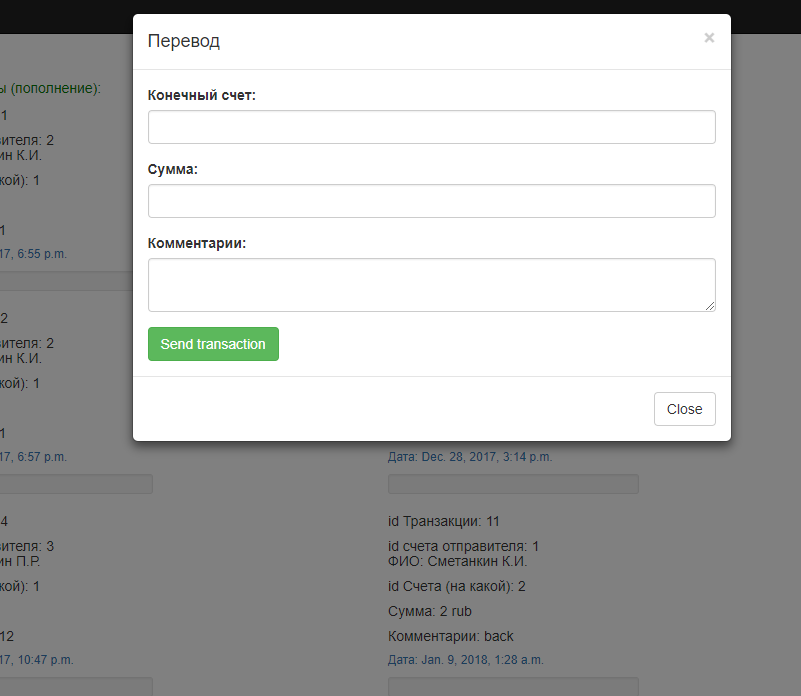 Перевод
×
Конечный счет:
Сумма:
Комментарии:
Send transaction
Close
ы (пополнение):
1
вителя: 2
ин К.И.
кой): 1
1
17, 6:55 p.m.
2
вителя: 2
ин К.И.
кой): 1
1
17, 6:57 p.m.
4
вителя: 3
ин П.Р.
кой): 1
12
17, 10:47 p.m.
Дата: Dec. 28, 2017, 3:14 p.m.
id Транзакции: 11
id счета отправителя: 1
ФИО: Сметанкин К.И.
id Счета (на какой): 2
Сумма: 2 rub
Комментарии: back
Дата: Jan. 9, 2018, 1:28 a.m.